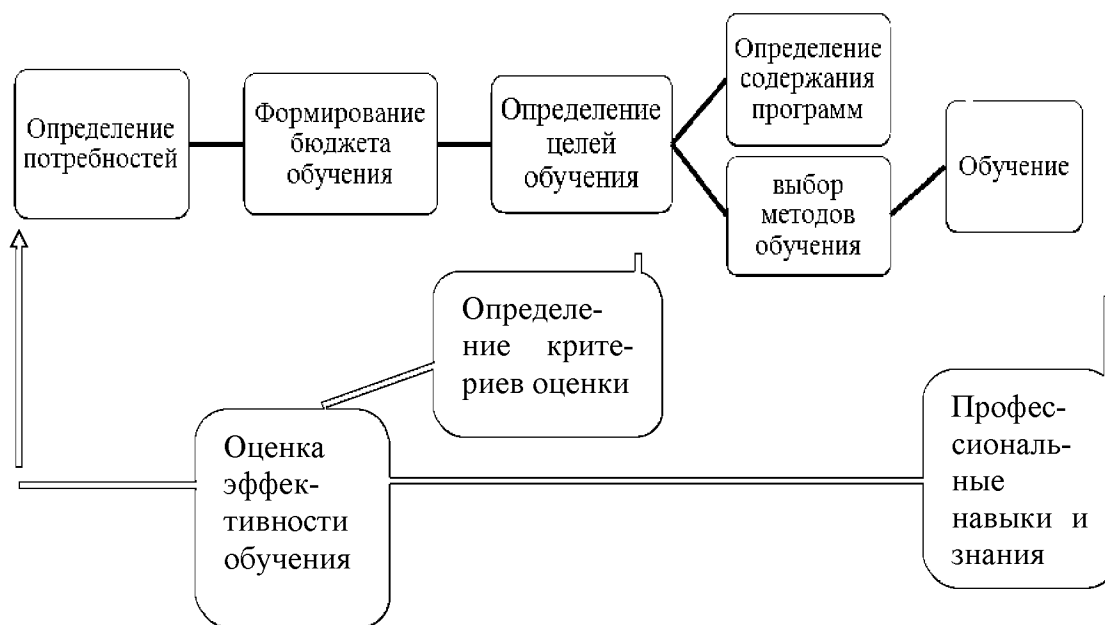 Определение
потребностей
Формирование
бюджета
обучения
Определение
целей
обучения
Определение
содержания
программ
выбор
методов
обучения
Обучение
Определе-
ние крите-
риев оценки
Оценка
эффек-
тивности
обучения
Профес-
сиональ-
ные
навыки и
знания